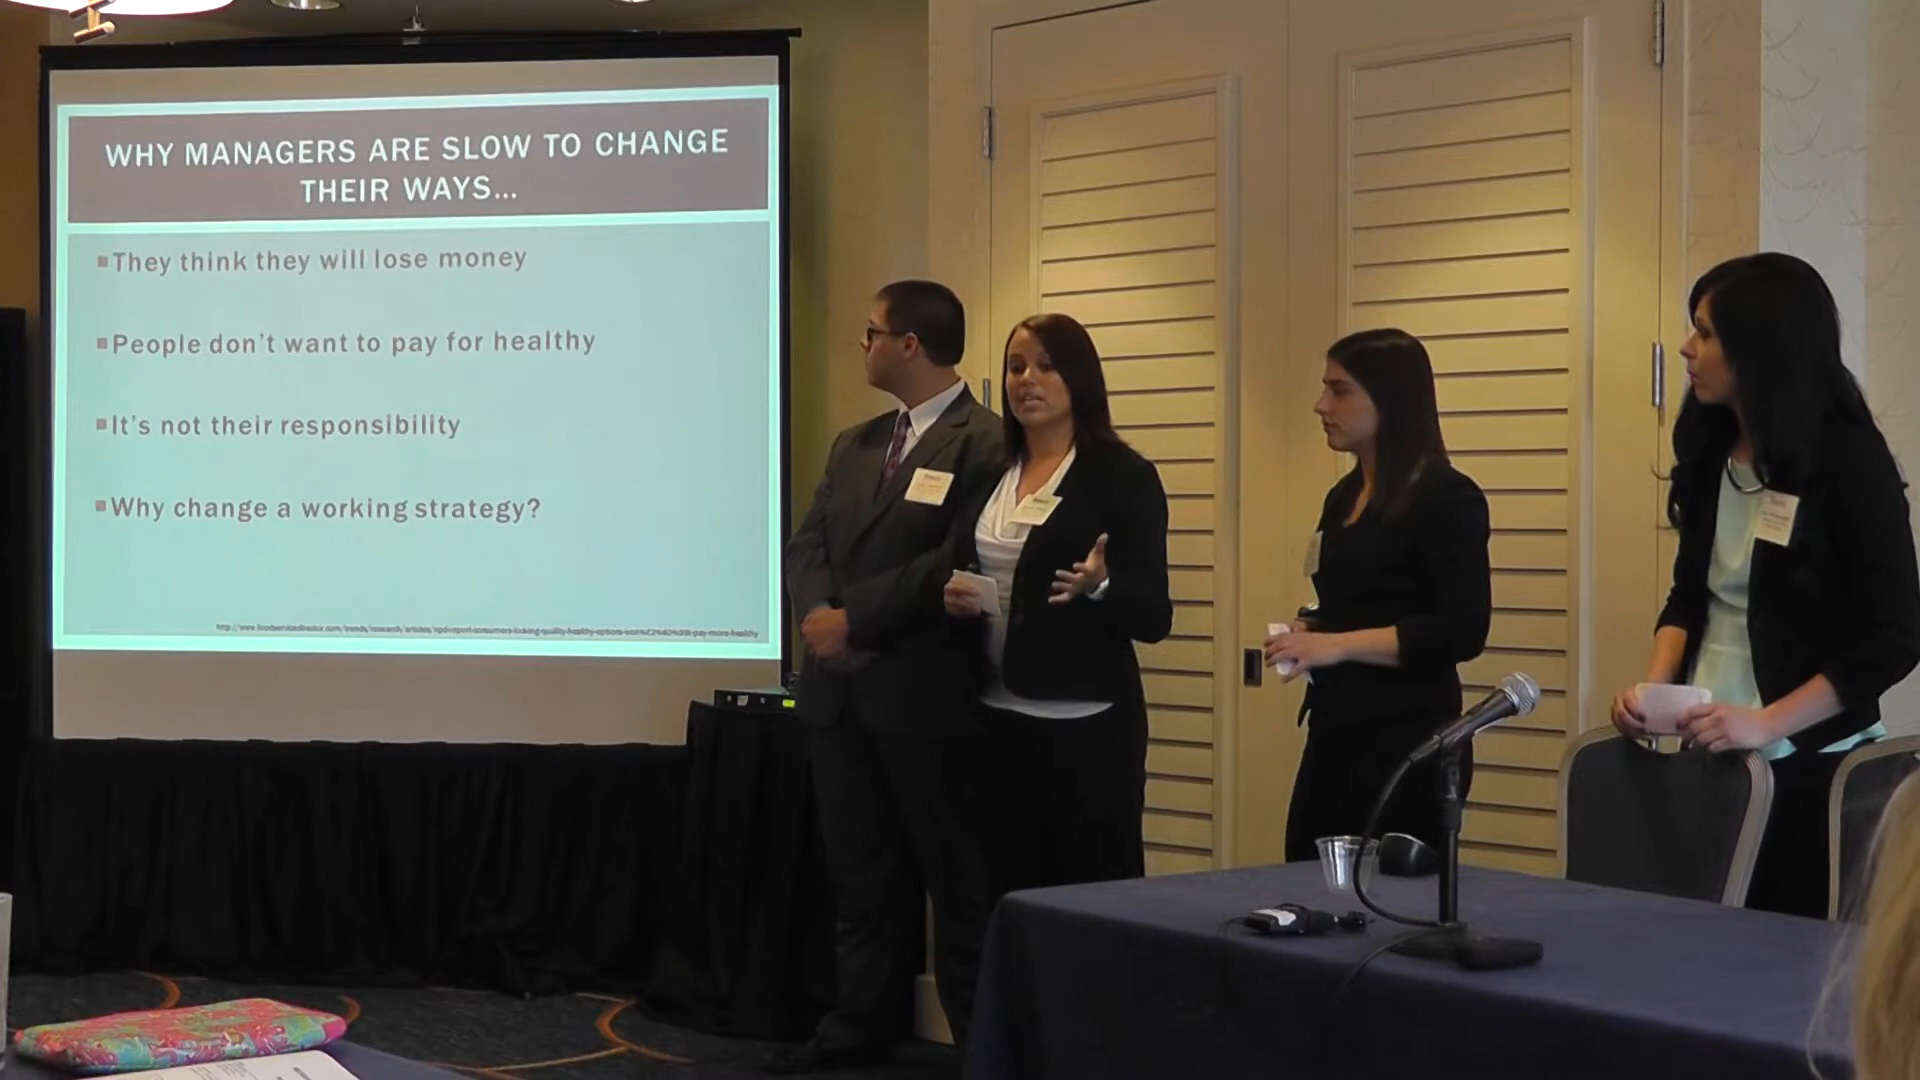 WHY MANAGERS ARE SLOW TO CHANGE
THEIR WAYS...
They think they will lose money
People don't want to pay for healthy
It's not their responsibility
Why change a working strategy?